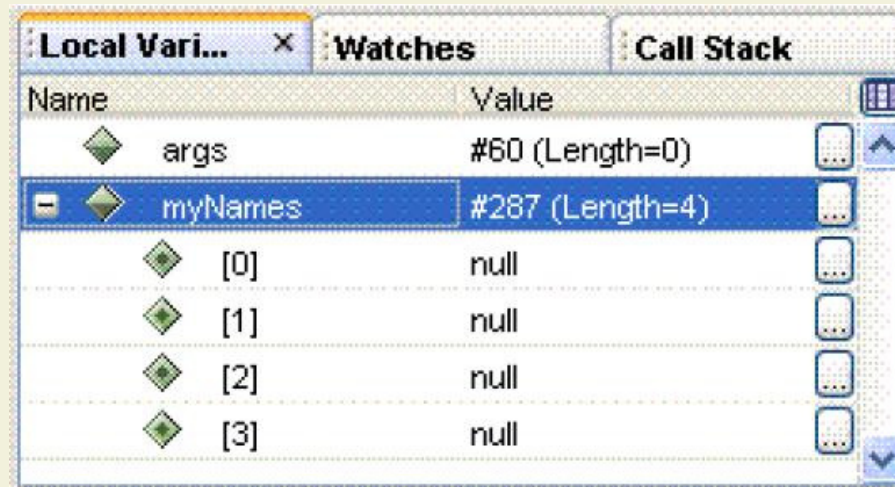 Local Vari... × Watches Call Stack
Name Value
args #60 (Length=0) ...
myNames #287 (Length=4) ...
[0] null ...
[1] null ...
[2] null ...
[3] null ...